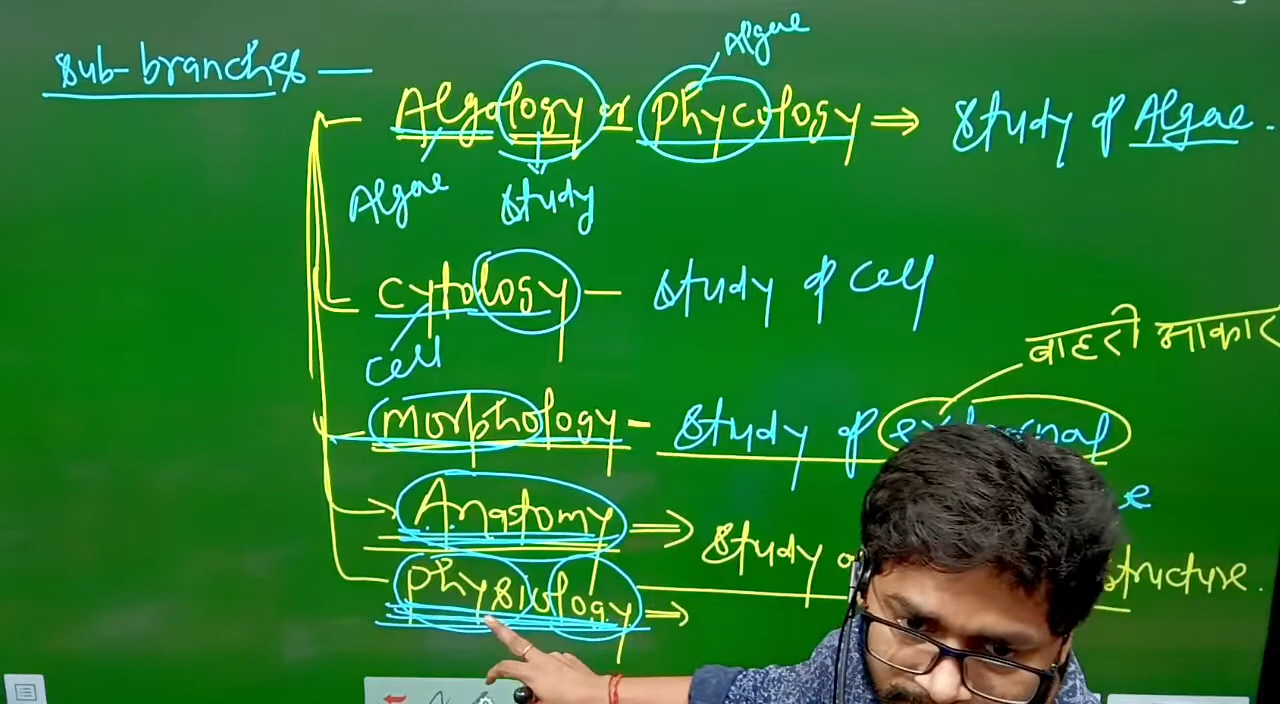 Sub-branches —
Algae
Algology or Phycology ⇒ Study of Algae.
Algae Study
Cytology — Study of Cell
Cell
बाहरी आकार
Morphology - Study of external
Anatomy ⇒ Study structure.
Physiology →